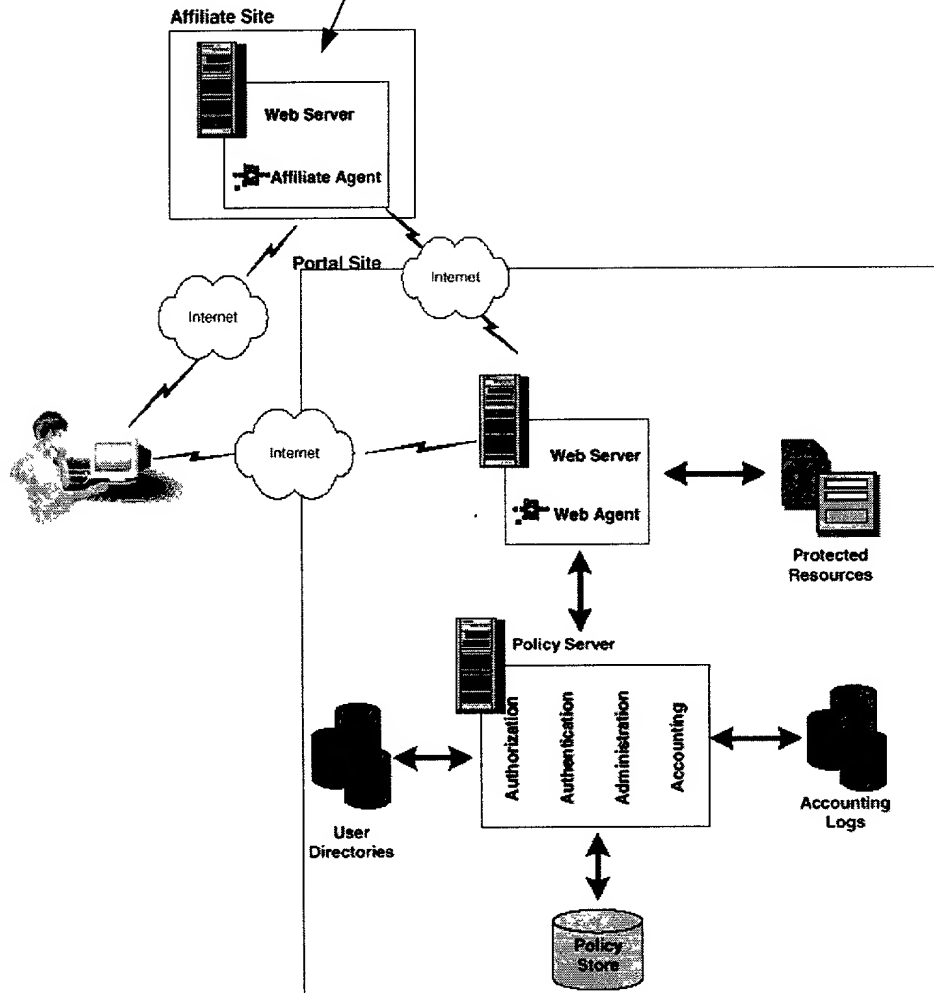 Affiliate Site
Web Server
Affiliate Agent
Portal Site
Internet
Internet
Internet
Web Server
Web Agent
Protected
Resources
Policy Server
Authorization
Authentication
Administration
Accounting
User
Directories
Accounting
Logs
Policy
Store